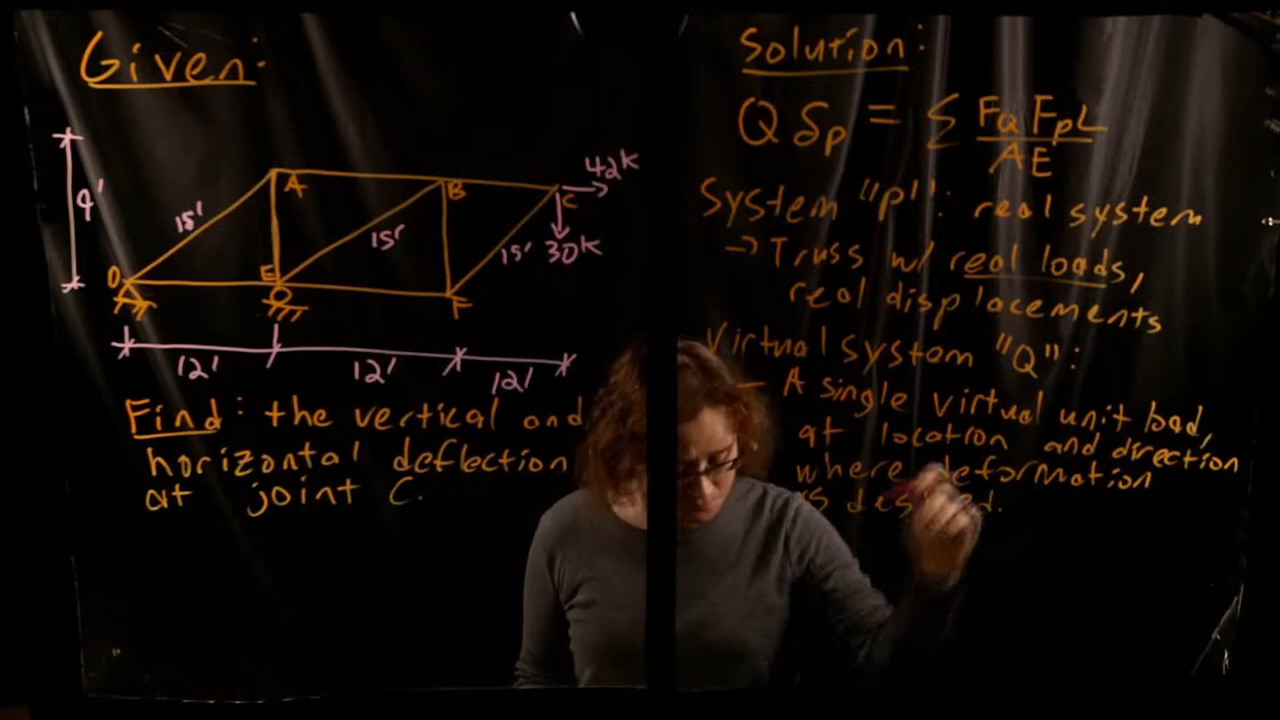 Given:
9'
15'
A
B
C
42k
15'
15'
30k
D
E
F
12'
12'
12'
Find: the vertical and
horizontal deflection
at joint C.
Solution:
Q δp = Σ FQ FP L
AE
System "p": real system
→ Truss w/ real loads,
real displacements
Virtual system "Q":
- A single virtual unit load,
at location and direction
where deformation